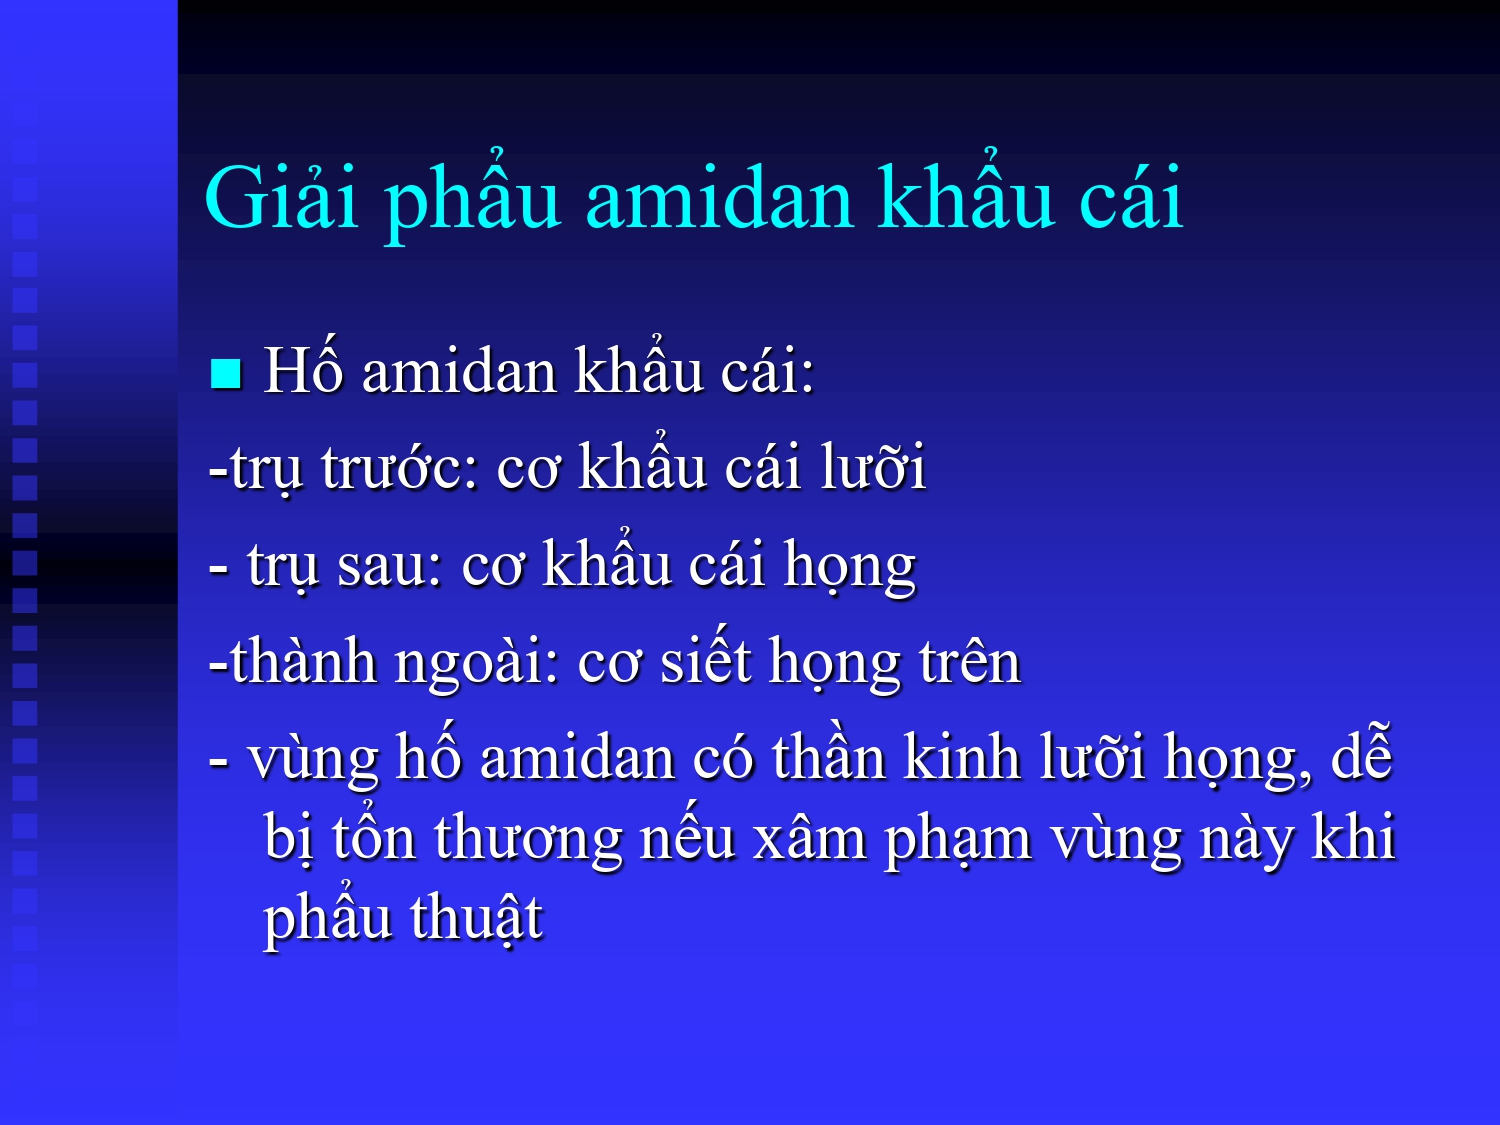 Giải phẩu amidan khẩu cái
Hố amidan khẩu cái:
-trụ trước: cơ khẩu cái lưỡi
- trụ sau: cơ khẩu cái họng
-thành ngoài: cơ siết họng trên
- vùng hố amidan có thần kinh lưỡi họng, dễ
bị tổn thương nếu xâm phạm vùng này khi
phẩu thuật